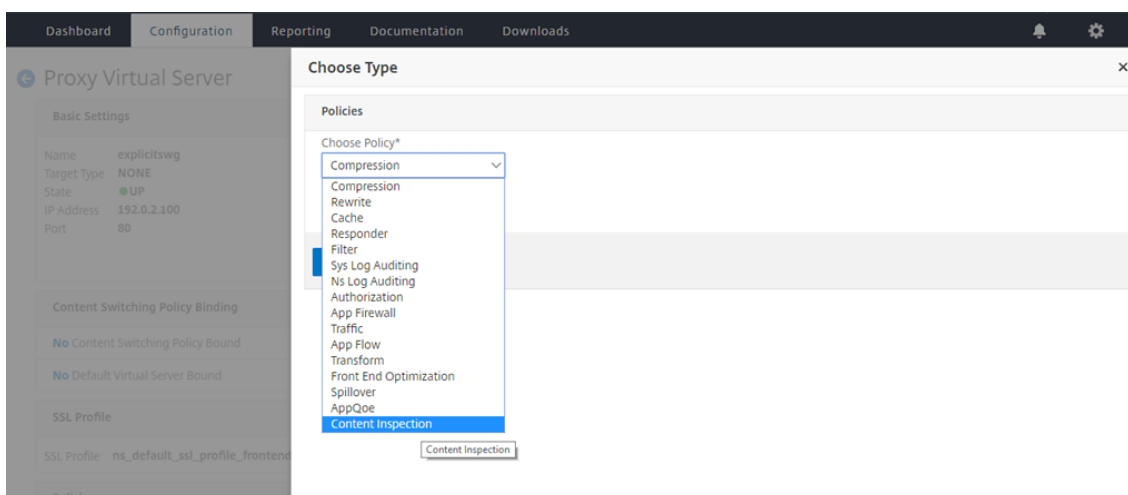 Dashboard Configuration Reporting Documentation Downloads
Proxy Virtual Server
Basic Settings
Name explicitswg
Target Type NONE
State UP
IP Address 192.0.2.100
Port 80
Content Switching Policy Binding
No Content Switching Policy Bound
No Default Virtual Server Bound
SSL Profile
SSL Profile ns_default_ssl_profile_frontend
Choose Type
Policies
Choose Policy*
Compression
Compression
Rewrite
Cache
Responder
Filter
Sys Log Auditing
Ns Log Auditing
Authorization
App Firewall
Traffic
App Flow
Transform
Front End Optimization
Spillover
AppQoe
Content Inspection
Content Inspection